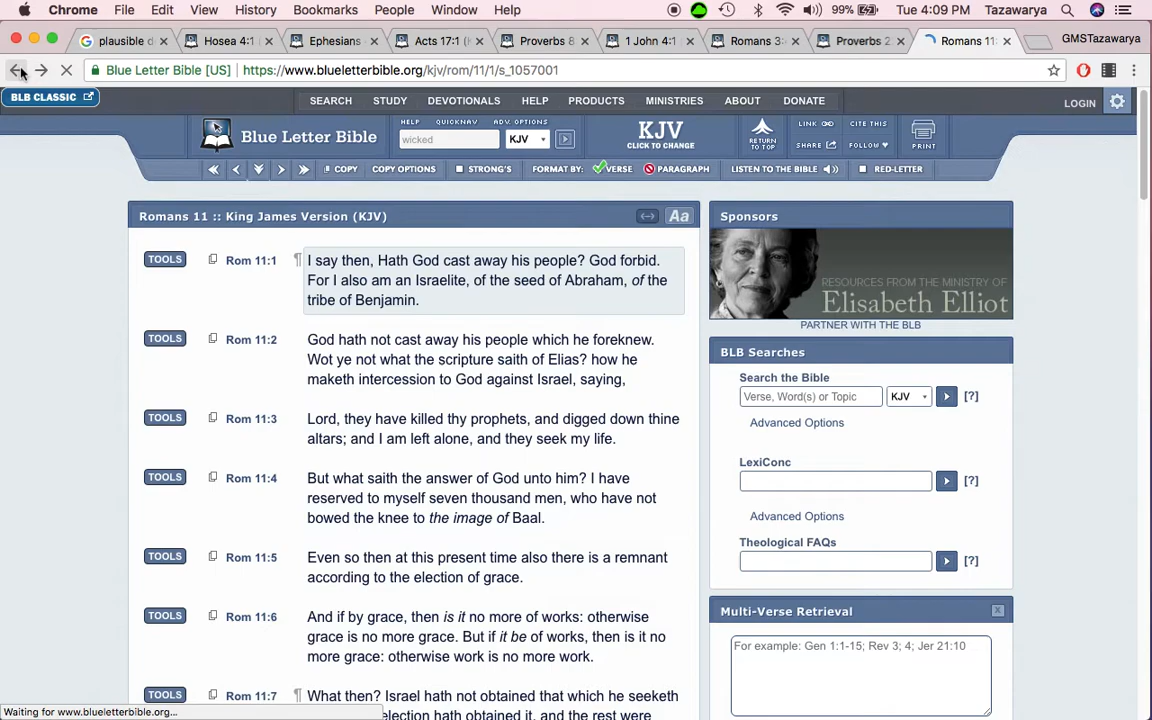 Chrome File Edit View History Bookmarks People Window Help 99% Tue 4:09 PM Tazawarya
plausible d Hosea 4:1 ( Ephesians Acts 17:1 (K Proverbs 8 1 John 4:1 Romans 3: Proverbs 2 Romans 11: GMSTazawarya
Blue Letter Bible [US] https://www.blueletterbible.org/kjv/rom/11/1/s_1057001
BLB CLASSIC SEARCH STUDY DEVOTIONALS HELP PRODUCTS MINISTRIES ABOUT DONATE LOGIN
Blue Letter Bible
HELP QUICKNAV ADV. OPTIONS
wicked KJV
KJV
CLICK TO CHANGE
RETURN
TO TOP
LINK CITE THIS
SHARE FOLLOW
PRINT
COPY COPY OPTIONS STRONG'S FORMAT BY: VERSE PARAGRAPH LISTEN TO THE BIBLE RED-LETTER
Romans 11 :: King James Version (KJV) Aa
TOOLS Rom 11:1 ¶ I say then, Hath God cast away his people? God forbid.
For I also am an Israelite, of the seed of Abraham, of the
tribe of Benjamin.
TOOLS Rom 11:2 God hath not cast away his people which he foreknew.
Wot ye not what the scripture saith of Elias? how he
maketh intercession to God against Israel, saying,
TOOLS Rom 11:3 Lord, they have killed thy prophets, and digged down thine
altars; and I am left alone, and they seek my life.
TOOLS Rom 11:4 But what saith the answer of God unto him? I have
reserved to myself seven thousand men, who have not
bowed the knee to the image of Baal.
TOOLS Rom 11:5 Even so then at this present time also there is a remnant
according to the election of grace.
TOOLS Rom 11:6 And if by grace, then is it no more of works: otherwise
grace is no more grace. But if it be of works, then is it no
more grace: otherwise work is no more work.
TOOLS Rom 11:7 ¶ What then? Israel hath not obtained that which he seeketh
election hath obtained it, and the rest were
Waiting for www.blueletterbible.org...
Sponsors
RESOURCES FROM THE MINISTRY OF
Elisabeth Elliot
PARTNER WITH THE BLB
BLB Searches
Search the Bible
Verse, Word(s) or Topic KJV [?]
Advanced Options
LexiConc
[?]
Advanced Options
Theological FAQs
[?]
Multi-Verse Retrieval x
For example: Gen 1:1-15; Rev 3; 4; Jer 21:10